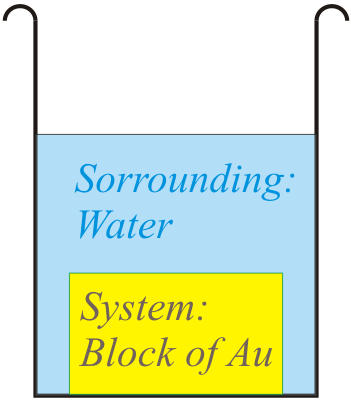 Sorrounding:
Water
System:
Block of Au